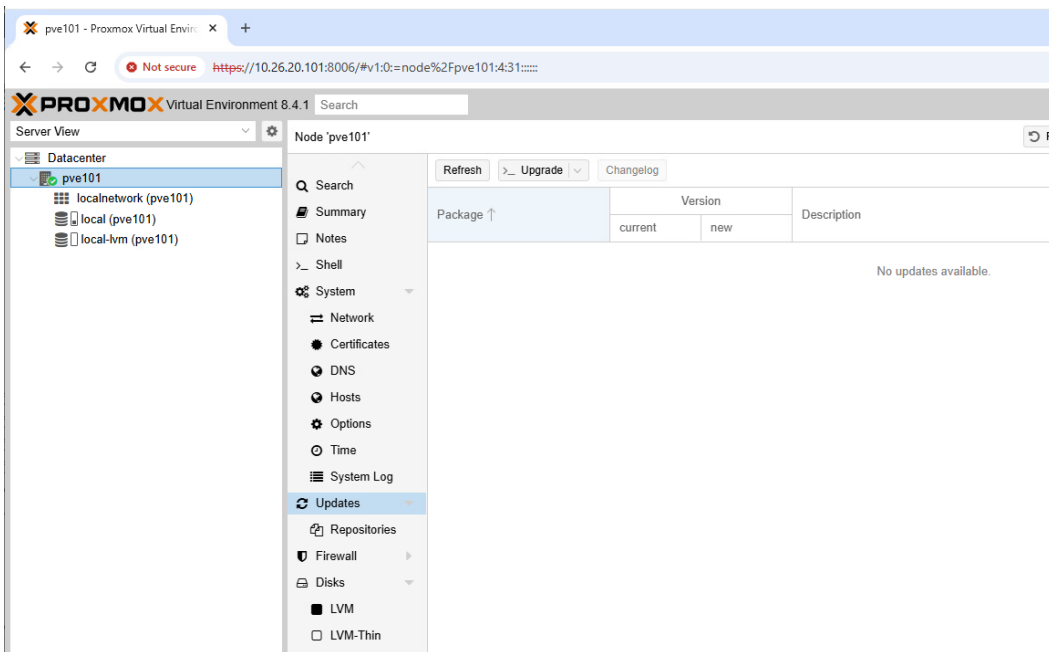 pve101 - Proxmox Virtual Enviro
Not secure https://10.26.20.101:8006/#v1:0:=node%2Fpve101:4:31::::::
PROXMOX Virtual Environment 8.4.1 Search
Server View
Node 'pve101'
Datacenter
pve101
localnetwork (pve101)
local (pve101)
local-lvm (pve101)
Search
Summary
Notes
>_ Shell
System
Network
Certificates
DNS
Hosts
Options
Time
System Log
Updates
Repositories
Firewall
Disks
LVM
LVM-Thin
Refresh >_ Upgrade Changelog
Package Version Description
current new
No updates available.